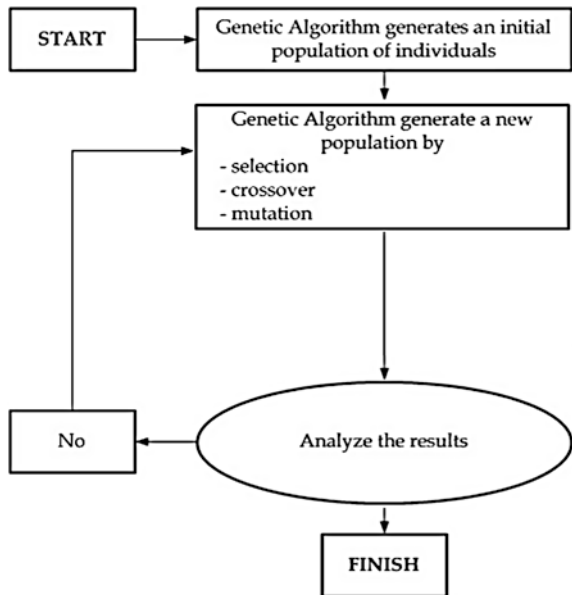 START
Genetic Algorithm generates an initial
population of individuals
Genetic Algorithm generate a new
population by
- selection
- crossover
- mutation
No
Analyze the results
FINISH